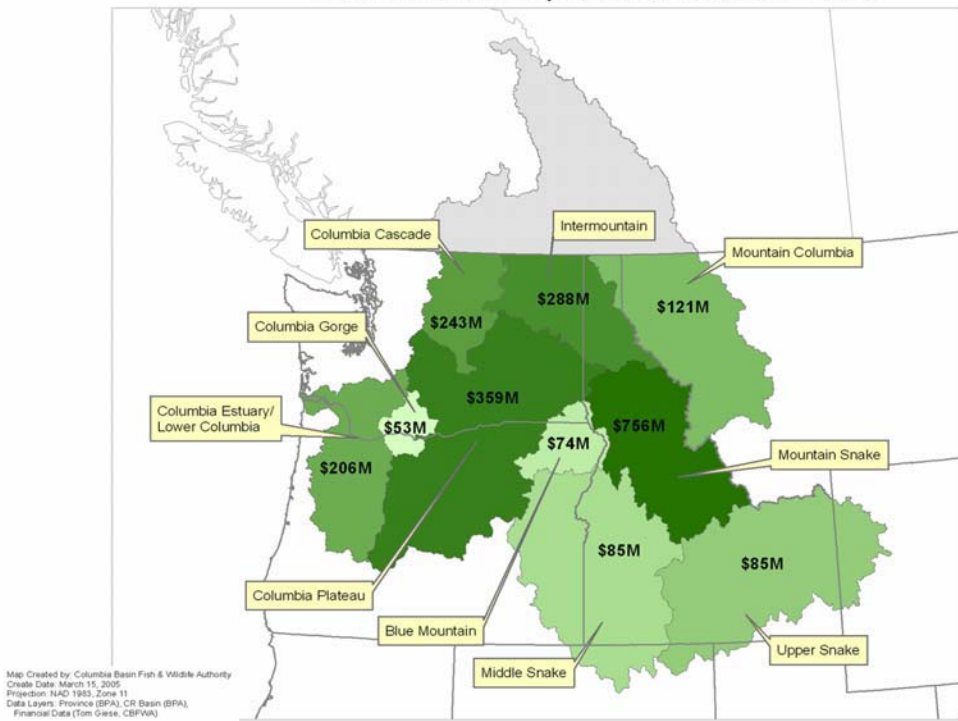 Columbia Cascade
Intermountain
Mountain Columbia
$288M
$121M
$243M
Columbia Gorge
$359M
Columbia Estuary/
Lower Columbia
$53M
$756M
$74M
Mountain Snake
$206M
$85M
$85M
Columbia Plateau
Blue Mountain
Upper Snake
Middle Snake
Map Created by: Columbia Basin Fish & Wildlife Authority
Create Date: March 15, 2005
Projection: NAD 1983, Zone 11
Data Layers: Province (BPA), CR Basin (BPA),
Financial Data (Tom Giese, CBFWA)